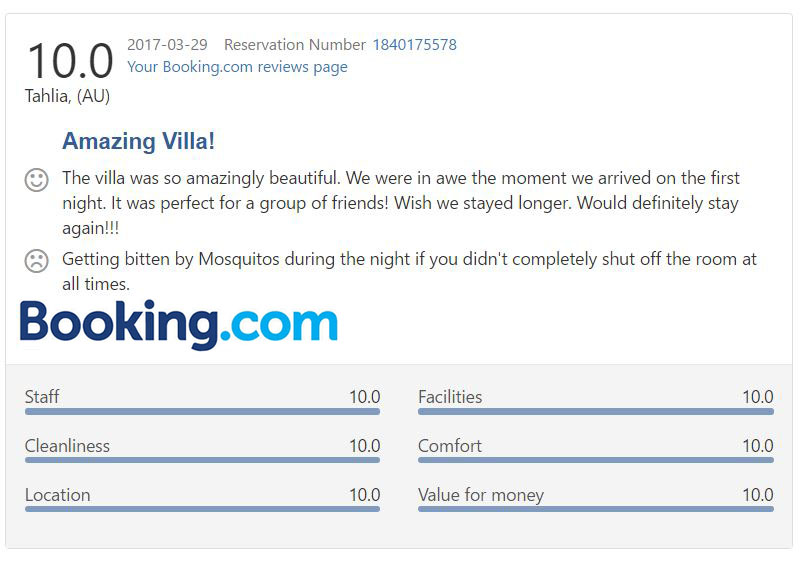 10.0
2017-03-29 Reservation Number 1840175578
Your Booking.com reviews page
Tahlia, (AU)
Amazing Villa!
The villa was so amazingly beautiful. We were in awe the moment we arrived on the first
night. It was perfect for a group of friends! Wish we stayed longer. Would definitely stay
again!!!
Getting bitten by Mosquitos during the night if you didn't completely shut off the room at
all times.
Booking.com
Staff 10.0
Facilities 10.0
Cleanliness 10.0
Comfort 10.0
Location 10.0
Value for money 10.0